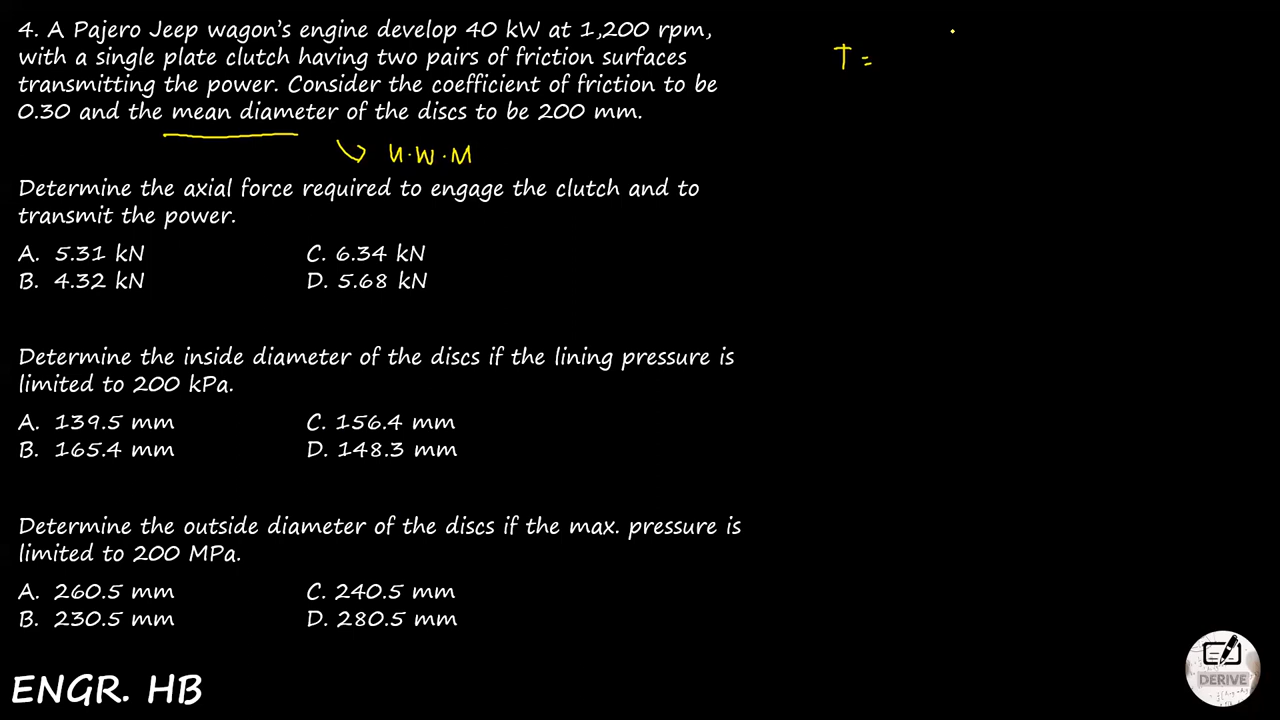 4. A Pajero Jeep wagon's engine develop 40 kW at 1,200 rpm,
with a single plate clutch having two pairs of friction surfaces
transmitting the power. Consider the coefficient of friction to be
0.30 and the mean diameter of the discs to be 200 mm.
T =
U.W.M
Determine the axial force required to engage the clutch and to
transmit the power.
A. 5.31 kN C. 6.34 kN
B. 4.32 kN D. 5.68 kN
Determine the inside diameter of the discs if the lining pressure is
limited to 200 kPa.
A. 139.5 mm C. 156.4 mm
B. 165.4 mm D. 148.3 mm
Determine the outside diameter of the discs if the max. pressure is
limited to 200 MPa.
A. 260.5 mm C. 240.5 mm
B. 230.5 mm D. 280.5 mm
ENGR. HB
DERIVE